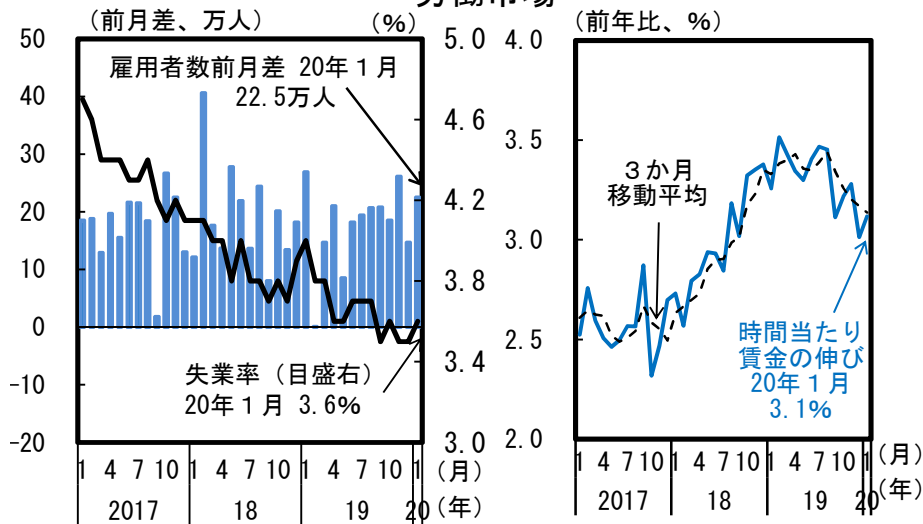 労働市場
（前月差、万人）
（%）
50
40
30
20
10
0
-10
-20
5.0
4.6
4.2
3.8
3.4
3.0
雇用者数前月差 20年１月
22.5万人
失業率（目盛右）
20年１月 3.6%
1 4 7 10 1 4 7 10 1 4 7 10 1（月）
2017 18 19 20（年）
（前年比、%）
4.0
3.5
3.0
2.5
2.0
３か月
移動平均
時間当たり
賃金の伸び
20年１月
3.1%
1 4 7 10 1 4 7 10 1 4 7 10 1（月）
2017 18 19 20（年）